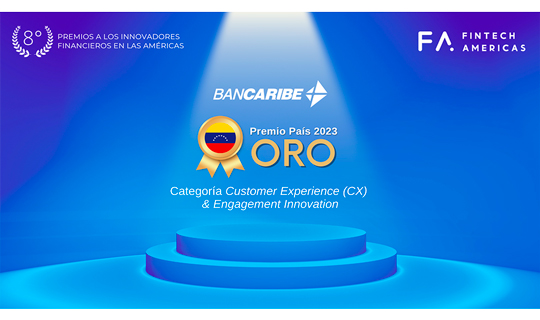 8°
PREMIOS A LOS INNOVADORES
FINANCIEROS EN LAS AMÉRICAS
FA
FINTECH
AMERICAS
BANCARIBE
Premio País 2023
ORO
Categoría Customer Experience (CX)
& Engagement Innovation